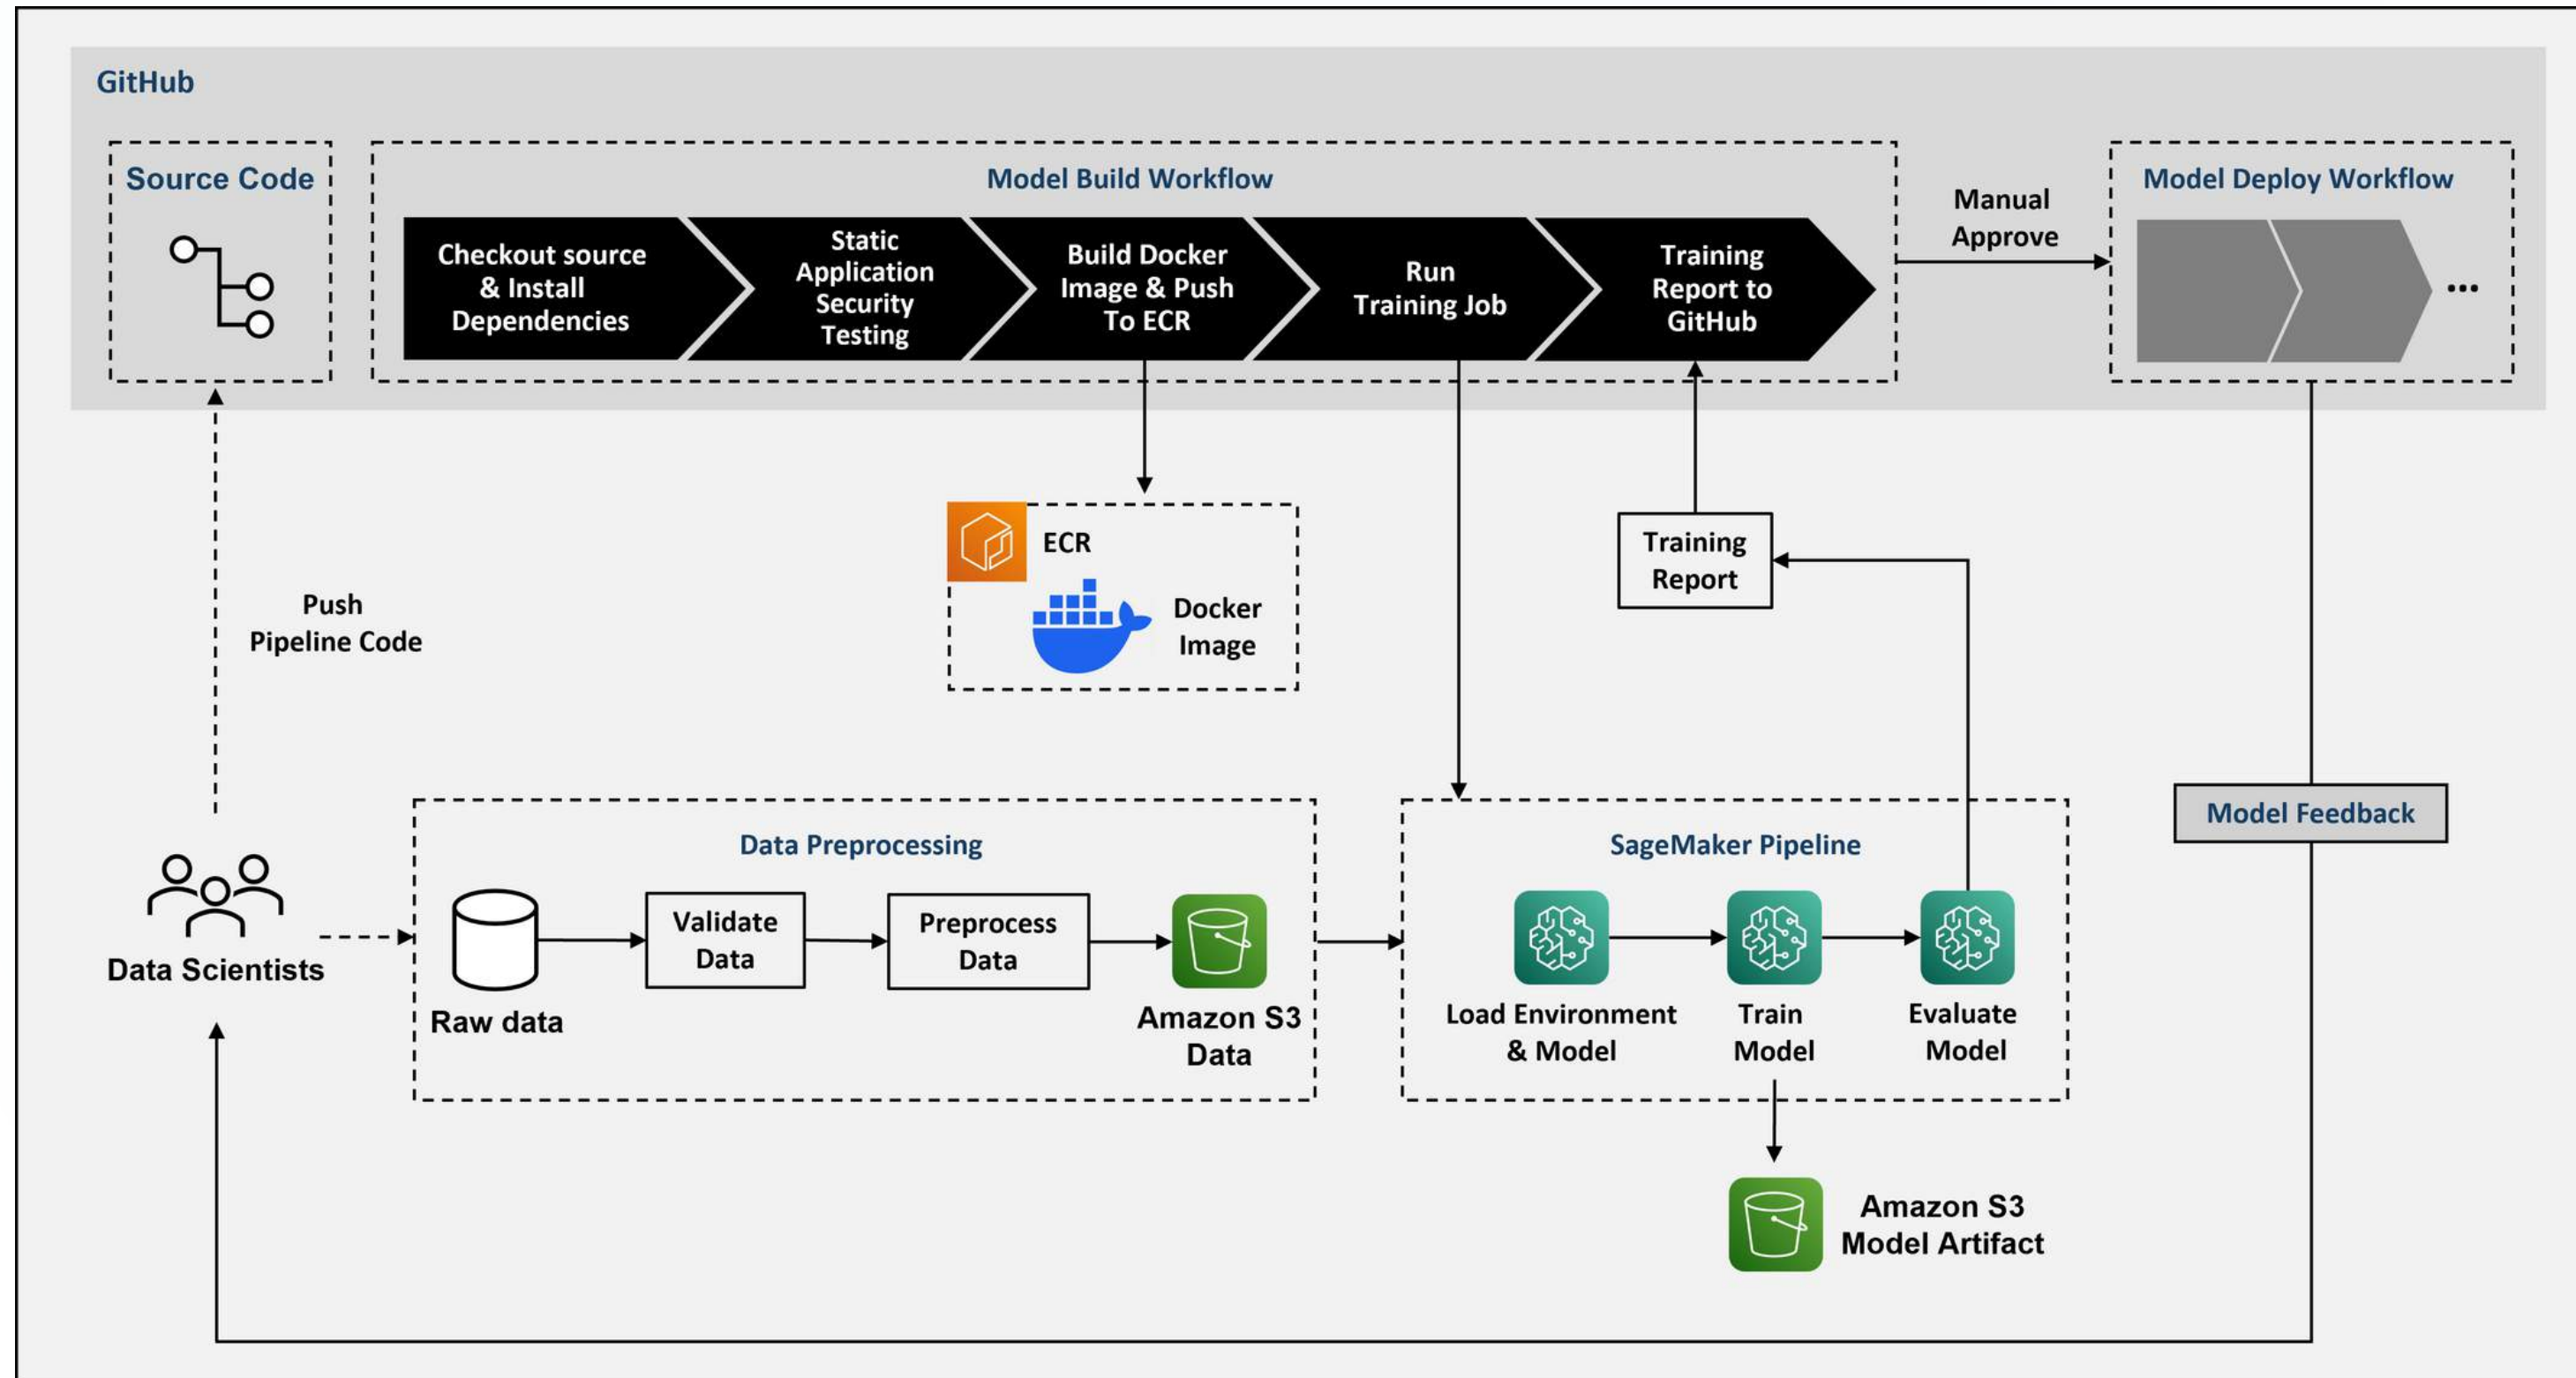 GitHub
Source Code
Model Build Workflow
Checkout source
& Install
Dependencies
Static
Application
Security
Testing
Build Docker
Image & Push
To ECR
Run
Training Job
Training
Report to
GitHub
Manual
Approve
Model Deploy Workflow
...
Push
Pipeline Code
ECR
Docker
Image
Training
Report
Model Feedback
Data Scientists
Data Preprocessing
Raw data
Validate
Data
Preprocess
Data
Amazon S3
Data
SageMaker Pipeline
Load Environment
& Model
Train
Model
Evaluate
Model
Amazon S3
Model Artifact